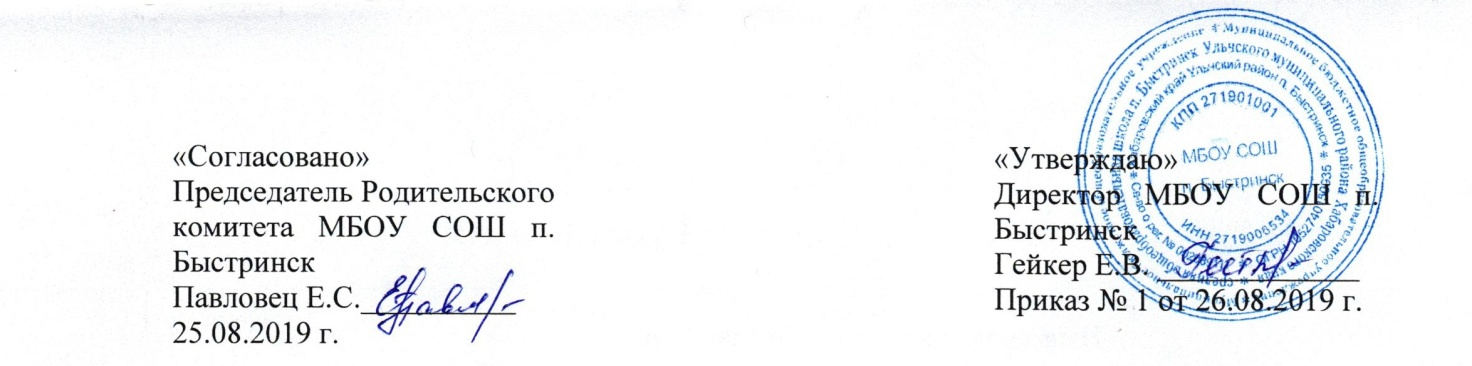 «Согласовано»
Председатель Родительского
комитета МБОУ СОШ п.
Быстринск
Павловец Е.С.
25.08.2019 г.
«Утверждаю»
Директор МБОУ СОШ п.
Быстринск
Гейкер Е.В.
Приказ № 1 от 26.08.2019 г.
КПП 271901001
МБОУ СОШ
п. Быстринск
ИНН 2719006534